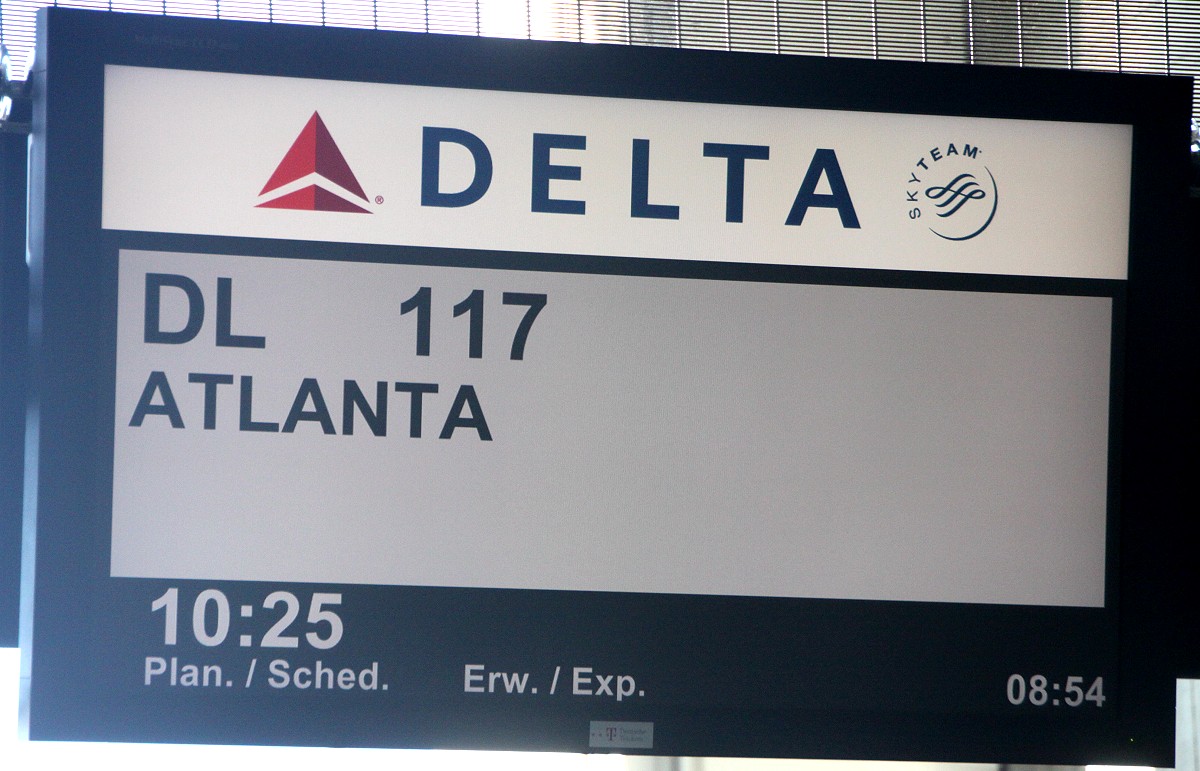 DELTA
SKYTEAM
DL 117
ATLANTA
10:25
Plan. / Sched. Erw. / Exp. 08:54
T